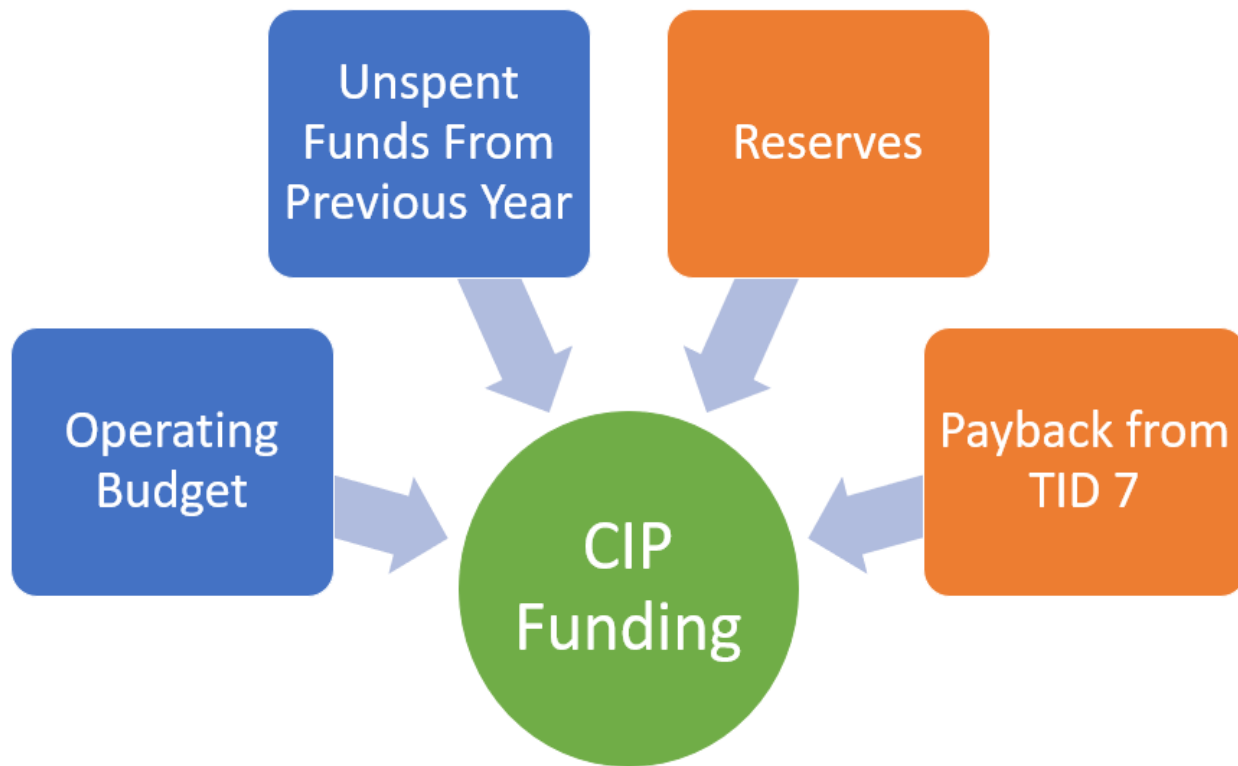 Unspent
Funds From
Previous Year
Reserves
Operating
Budget
Payback from
TID 7
CIP
Funding